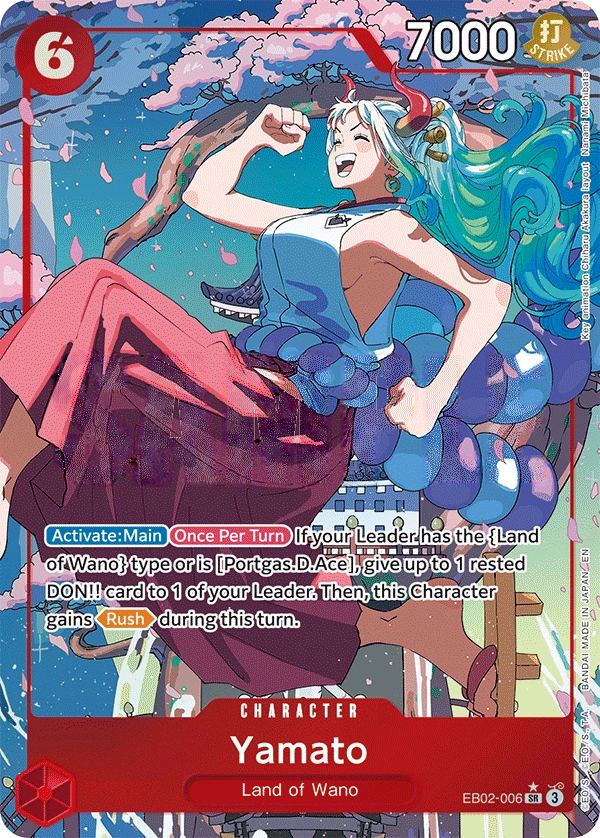 6
7000
打
STRIKE
Key animation Chiharu Akakura layout Nanami Michibata
Activate:Main Once Per Turn If your Leader has the {Land
of Wano} type or is [Portgas.D.Ace], give up to 1 rested
DON!! card to 1 of your Leader. Then, this Character
gains Rush during this turn.
BANDAI MADE IN JAPAN EN
CHARACTER
Yamato
Land of Wano
EB02-006 SR 3